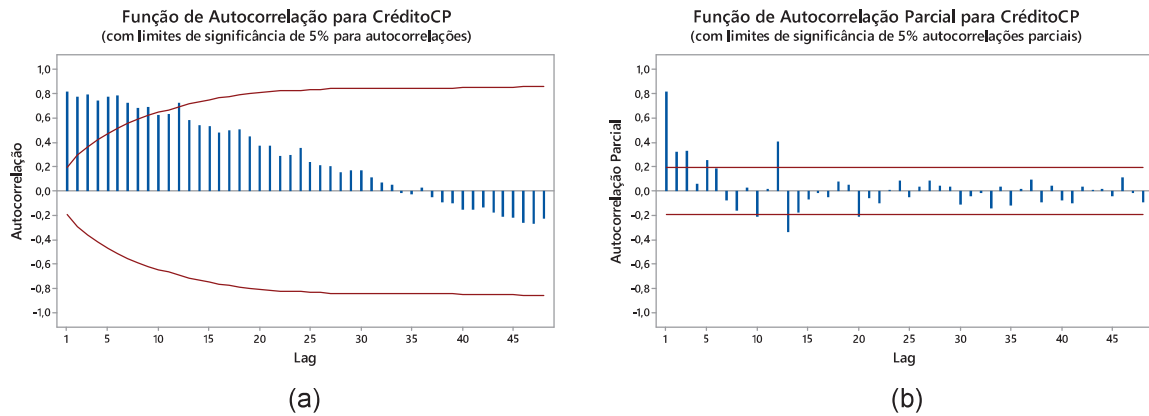 Função de Autocorrelação para CréditoCP
(com limites de significância de 5% para autocorrelações)
1,0
0,8
0,6
0,4
0,2
0,0
-0,2
-0,4
-0,6
-0,8
-1,0
Autocorrelação
1 5 10 15 20 25 30 35 40 45
Lag
(a)
Função de Autocorrelação Parcial para CréditoCP
(com limites de significância de 5% autocorrelações parciais)
1,0
0,8
0,6
0,4
0,2
0,0
-0,2
-0,4
-0,6
-0,8
-1,0
Autocorrelação Parcial
1 5 10 15 20 25 30 35 40 45
Lag
(b)